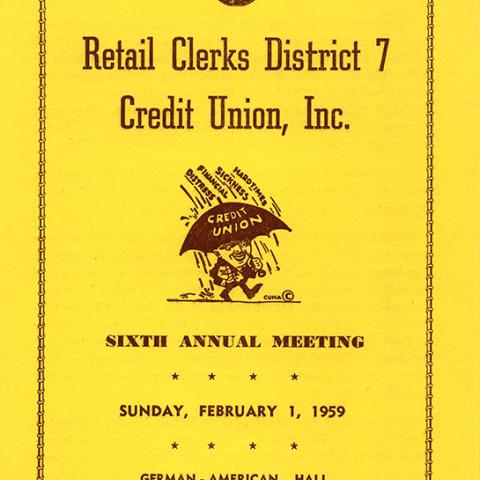 Retail Clerks District 7
Credit Union, Inc.
HARDTIMES
SICKNESS
FINANCIAL
DISTRESS
CREDIT
UNION
CUNA ©
SIXTH ANNUAL MEETING
★ ★ ★ ★
SUNDAY, FEBRUARY 1, 1959
★ ★ ★ ★
GERMAN - AMERICAN HALL